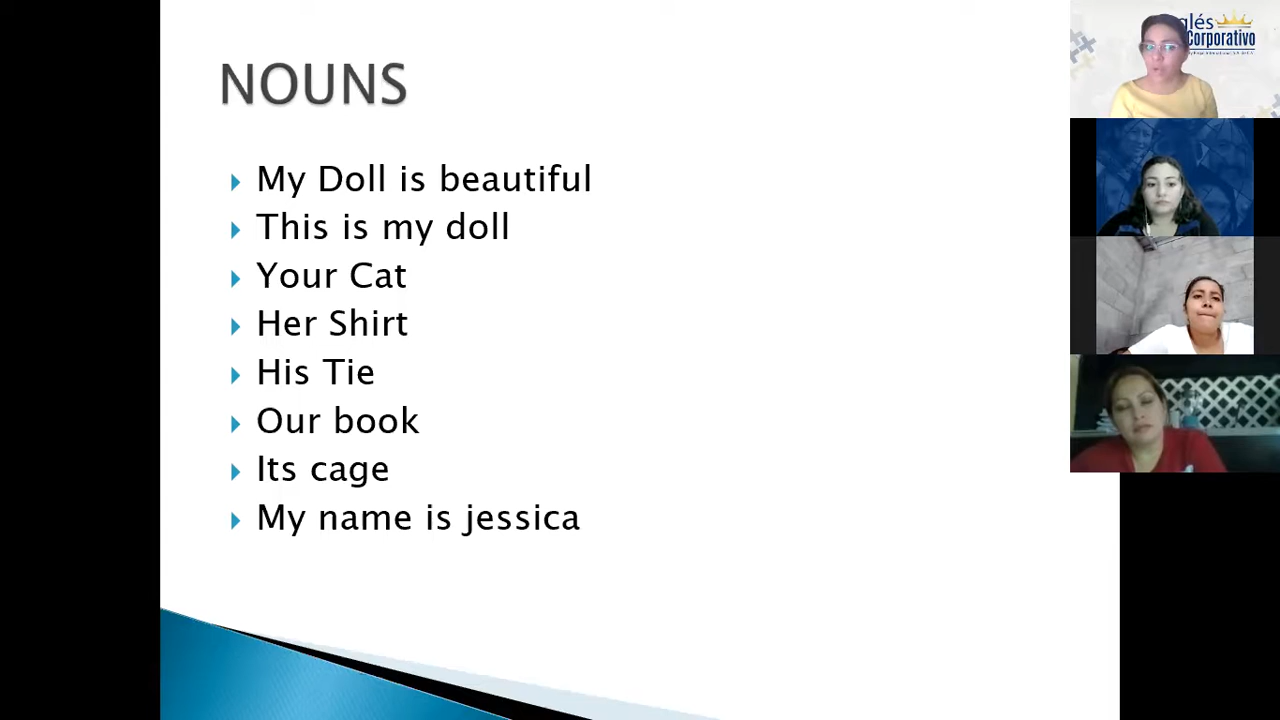 NOUNS
My Doll is beautiful
This is my doll
Your Cat
Her Shirt
His Tie
Our book
Its cage
My name is jessica
glés
Corporativo